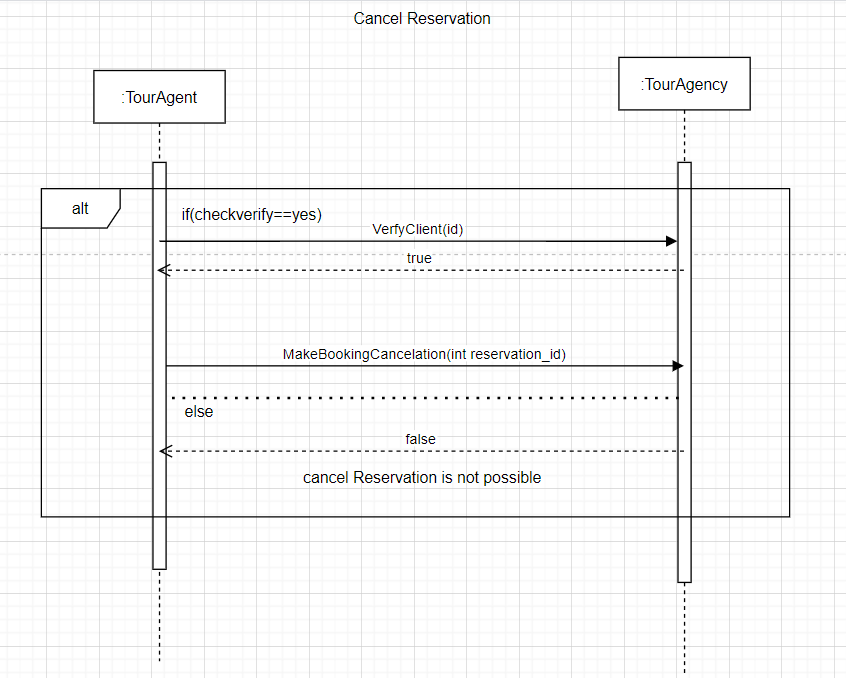 Cancel Reservation
:TourAgent
:TourAgency
alt
if(checkverify==yes)
VerfyClient(id)
true
MakeBookingCancelation(int reservation_id)
else
false
cancel Reservation is not possible